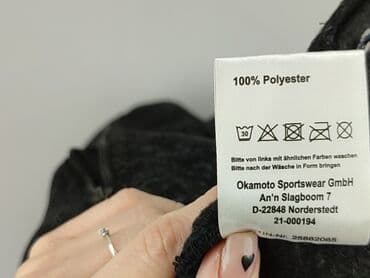 100% Polyester
30
Bitte von links mit ähnlichen Farben waschen
Bitte nach der Wäsche in Form bringen
Okamoto Sportswear GmbH
An'n Slagboom 7
D-22848 Norderstedt
21-000194